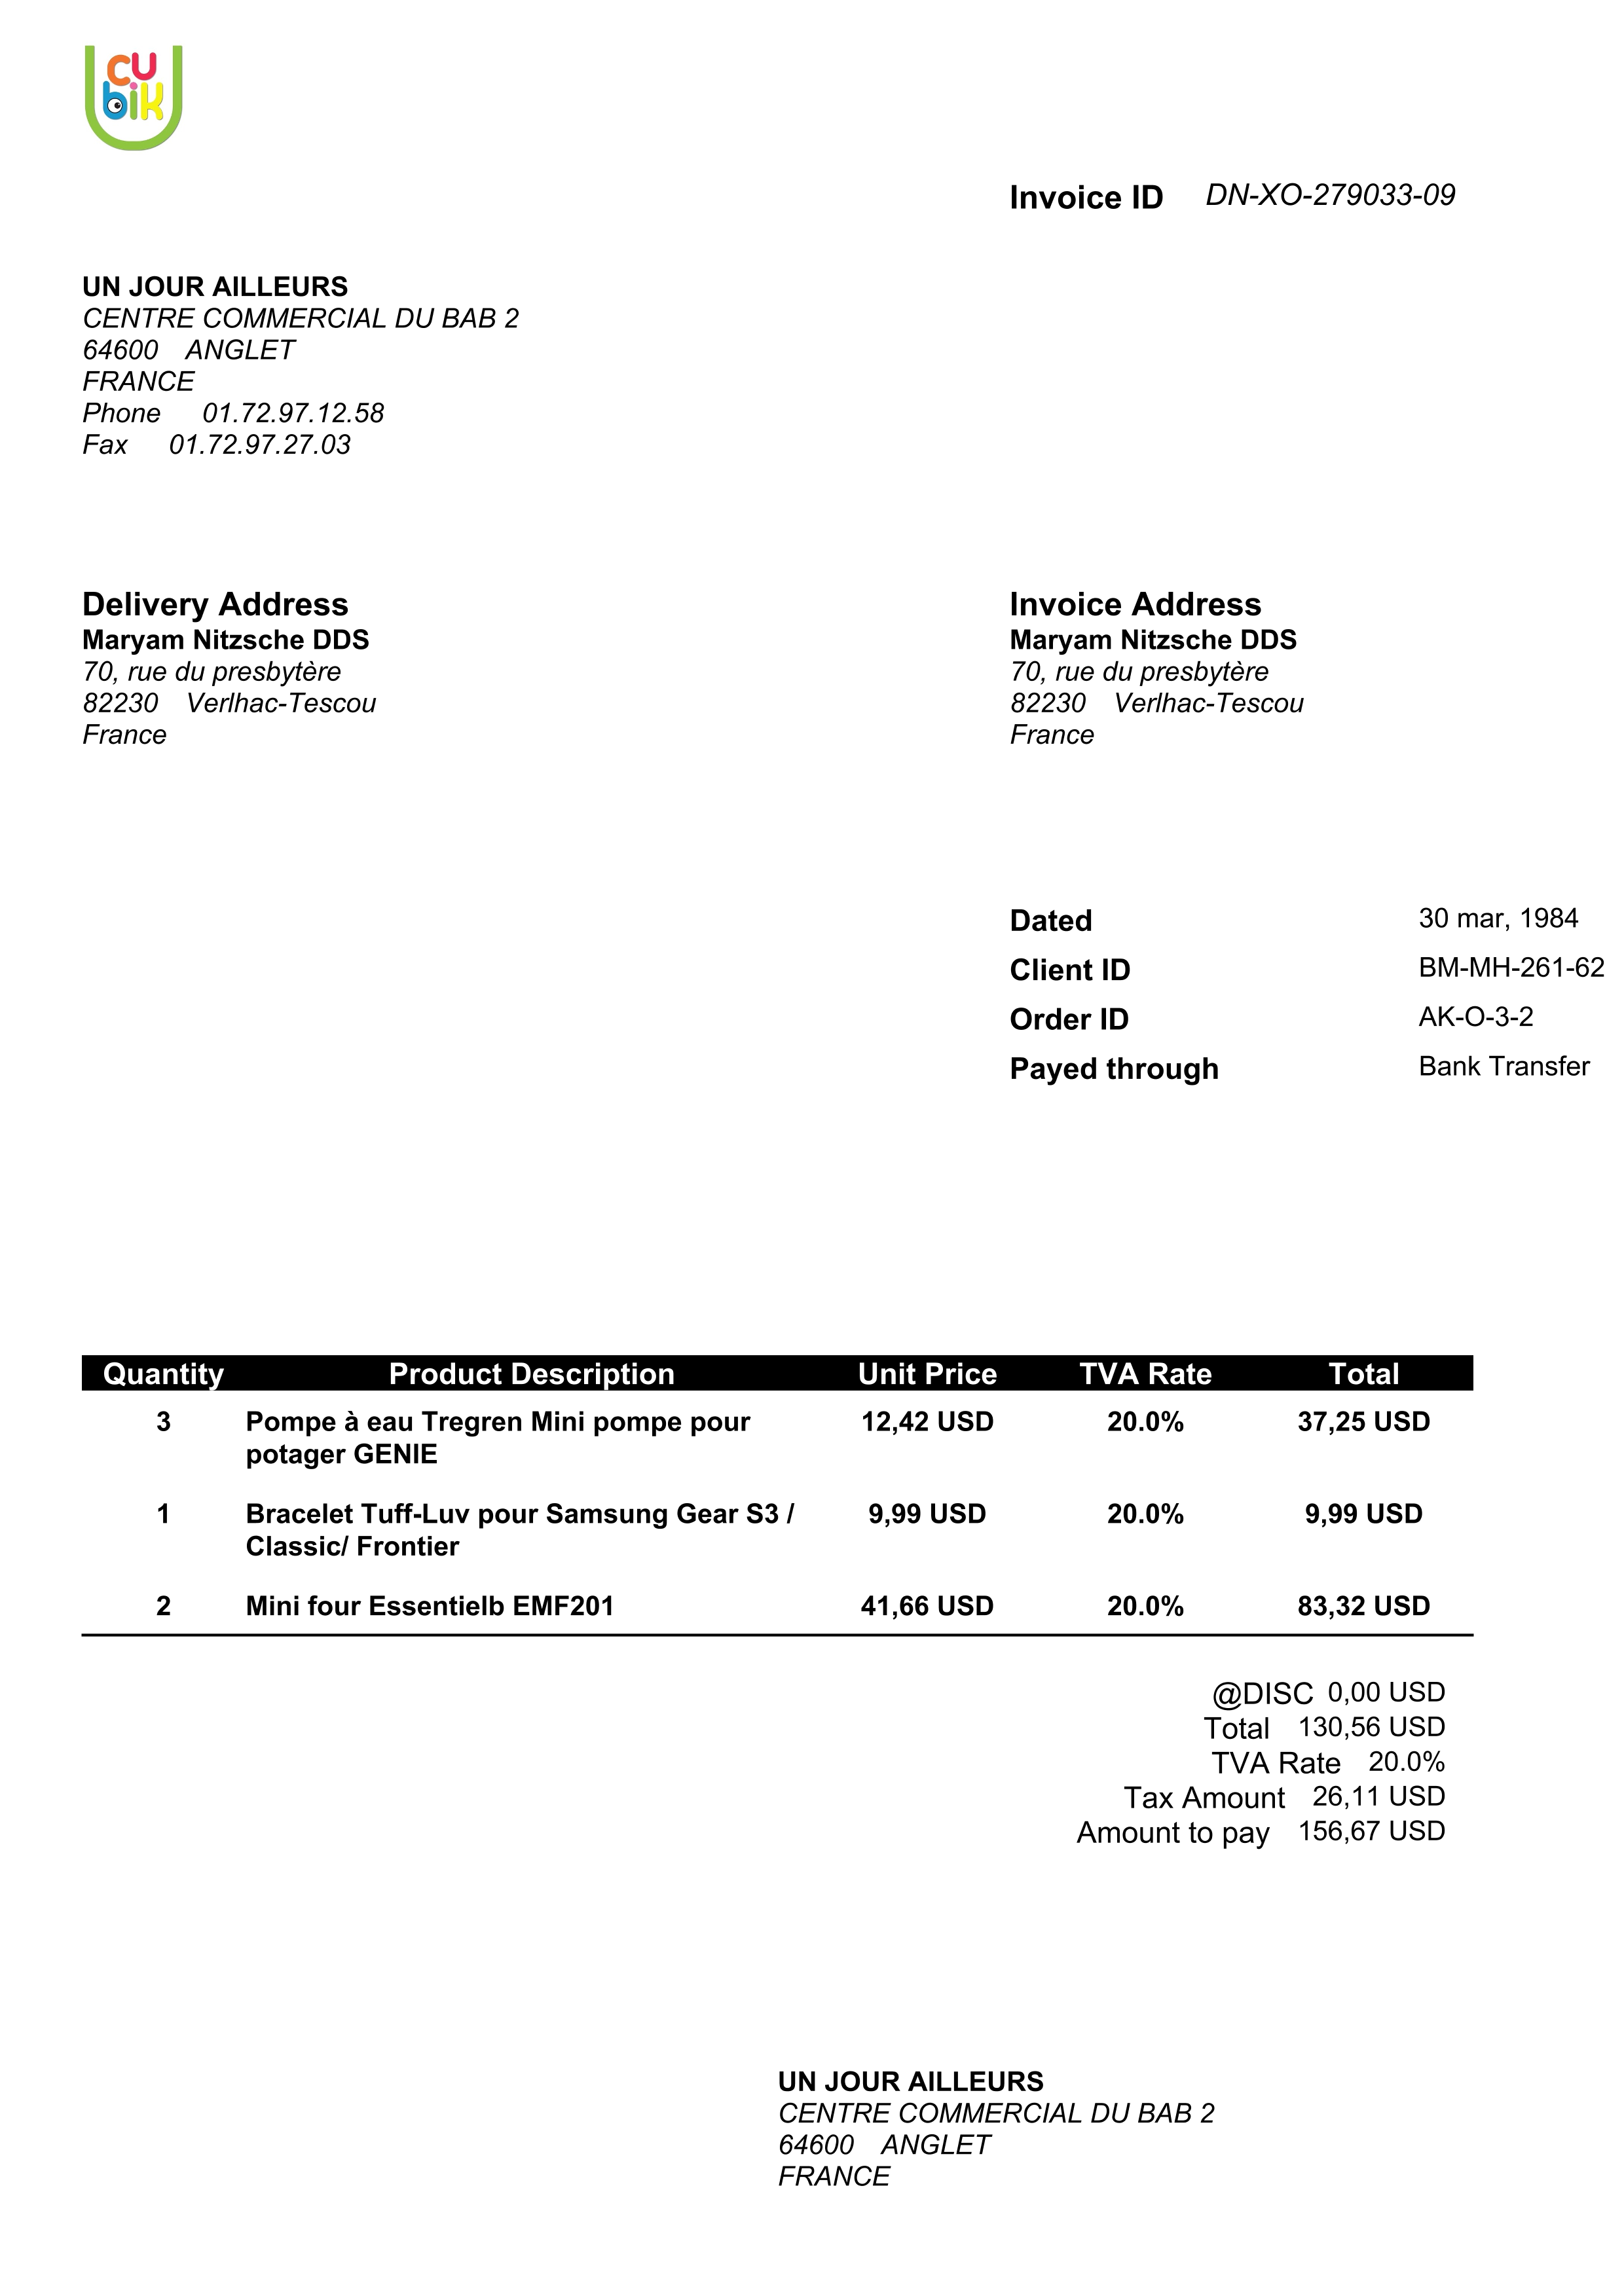 cu
bik
Invoice ID DN-XO-279033-09
UN JOUR AILLEURS
CENTRE COMMERCIAL DU BAB 2
64600 ANGLET
FRANCE
Phone 01.72.97.12.58
Fax 01.72.97.27.03
Delivery Address
Maryam Nitzsche DDS
70, rue du presbytère
82230 Verlhac-Tescou
France
Invoice Address
Maryam Nitzsche DDS
70, rue du presbytère
82230 Verlhac-Tescou
France
Dated 30 mar, 1984
Client ID BM-MH-261-62
Order ID AK-O-3-2
Payed through Bank Transfer
Quantity Product Description Unit Price TVA Rate Total
3 Pompe à eau Tregren Mini pompe pour 12,42 USD 20.0% 37,25 USD
potager GENIE
1 Bracelet Tuff-Luv pour Samsung Gear S3 / 9,99 USD 20.0% 9,99 USD
Classic/ Frontier
2 Mini four Essentielb EMF201 41,66 USD 20.0% 83,32 USD
@DISC 0,00 USD
Total 130,56 USD
TVA Rate 20.0%
Tax Amount 26,11 USD
Amount to pay 156,67 USD
UN JOUR AILLEURS
CENTRE COMMERCIAL DU BAB 2
64600 ANGLET
FRANCE